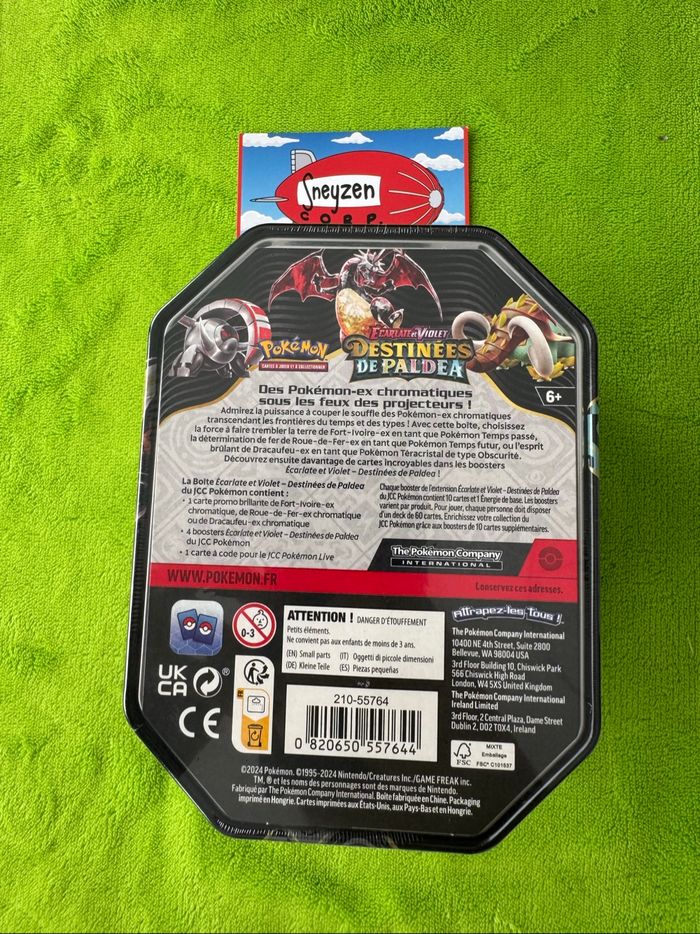 Sneyzen
CORP.
Pokémon
CARTES À JOUER ET À COLLECTIONNER
ÉCARLATE et VIOLET
DESTINÉES
DE PALDEA
6+
Des Pokémon-ex chromatiques
sous les feux des projecteurs !
Admirez la puissance à couper le souffle des Pokémon-ex chromatiques
transcendant les frontières du temps et des types ! Avec cette boîte, choisissez
la force à faire trembler la terre de Fort-Ivoire-ex en tant que Pokémon Temps passé,
la détermination de fer de Roue-de-Fer-ex en tant que Pokémon Temps futur, ou l'esprit
brûlant de Dracaufeu-ex en tant que Pokémon Téracristal de type Obscurité.
Découvrez ensuite davantage de cartes incroyables dans les boosters
Écarlate et Violet – Destinées de Paldea !
La Boîte Écarlate et Violet – Destinées de Paldea
du JCC Pokémon contient :
• 1 carte promo brillante de Fort-Ivoire-ex
chromatique, de Roue-de-Fer-ex chromatique
ou de Dracaufeu-ex chromatique
• 4 boosters Écarlate et Violet – Destinées de Paldea
du JCC Pokémon
• 1 carte à code pour le JCC Pokémon Live
Chaque booster de l'extension Écarlate et Violet – Destinées de Paldea
du JCC Pokémon contient 10 cartes et 1 Énergie de base. Les boosters
varient par produit. Pour jouer, chaque personne doit disposer
d'un deck de 60 cartes. Enrichissez votre collection du
JCC Pokémon grâce aux boosters de 10 cartes supplémentaires.
The Pokémon Company
INTERNATIONAL
WWW.POKEMON.FR
Conservez ces adresses.
0-3
ATTENTION ! DANGER D'ÉTOUFFEMENT
Petits éléments.
Ne convient pas aux enfants de moins de 3 ans.
(EN) Small parts (IT) Oggetti di piccole dimensioni
(DE) Kleine Teile (ES) Piezas pequeñas
UK
CA
CE
FR
210-55764
0 820650 557644
Attrapez-les Tous !
The Pokémon Company International
10400 NE 4th Street, Suite 2800
Bellevue, WA 98004 USA
3rd Floor Building 10, Chiswick Park
566 Chiswick High Road
London, W4 5XS United Kingdom
The Pokémon Company International
Ireland Limited
3rd Floor, 2 Central Plaza, Dame Street
Dublin 2, D02 T0X4, Ireland
FSC
MIXTE
Emballage
FSC® C101537
©2024 Pokémon. ©1995-2024 Nintendo/Creatures Inc./GAME FREAK inc.
TM, ® et les noms des personnages sont des marques de Nintendo.
Fabriqué par The Pokémon Company International. Boîte fabriquée en Chine. Packaging
imprimé en Hongrie. Cartes imprimées aux États-Unis, aux Pays-Bas et en Hongrie.